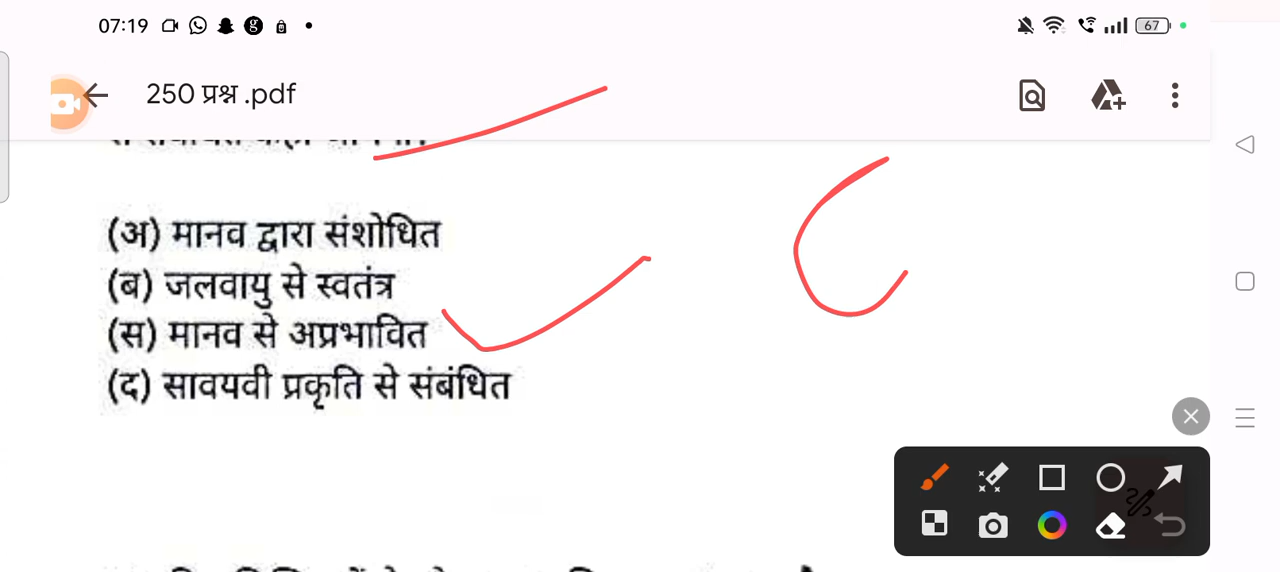 07:19
67
250 प्रश्न .pdf
(अ) मानव द्वारा संशोधित
(ब) जलवायु से स्वतंत्र
(स) मानव से अप्रभावित
(द) सावयवी प्रकृति से संबंधित